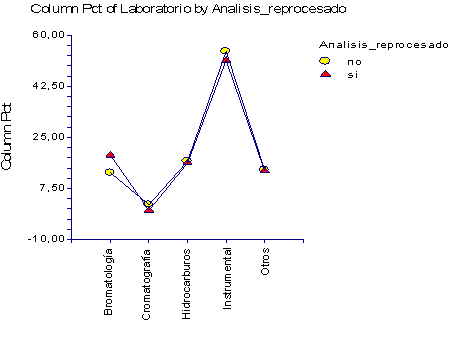 Column Pct of Laboratorio by Analisis_reprocesado
Analisis_reprocesado
no
si
Column Pct
60,00
42,50
25,00
7,50
-10,00
Bromatología
Cromatografía
Hidrocarburos
Instrumental
Otros